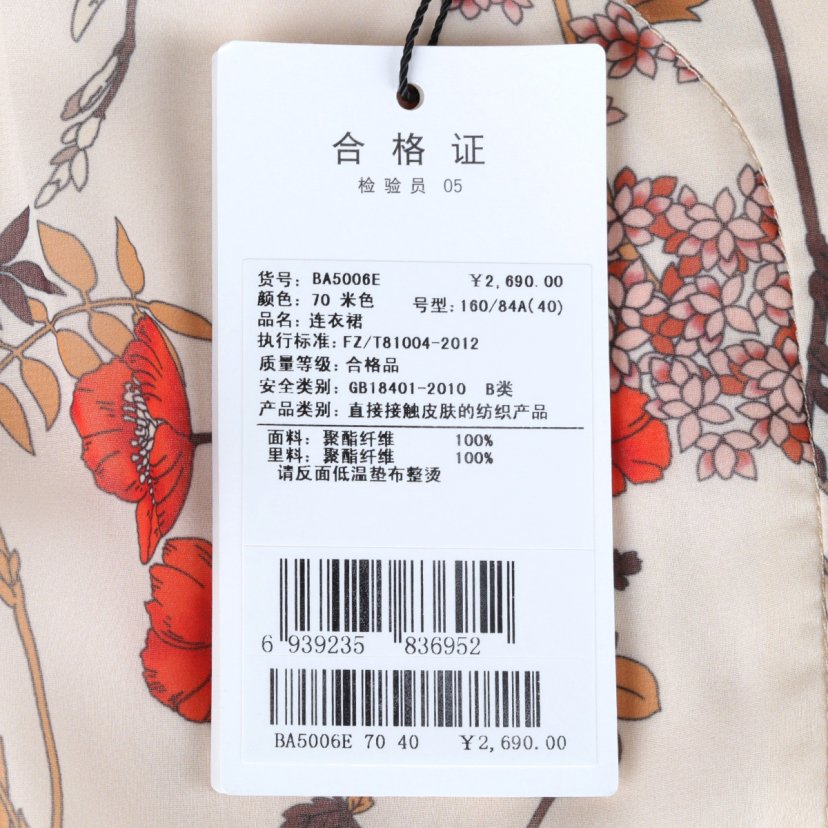 合格证
检验员 05
货号: BA5006E ¥2,690.00
颜色: 70 米色 号型: 160/84A(40)
品名: 连衣裙
执行标准: FZ/T81004-2012
质量等级: 合格品
安全类别: GB18401-2010 B类
产品类别: 直接接触皮肤的纺织产品
面料: 聚酯纤维 100%
里料: 聚酯纤维 100%
请反面低温垫布整烫
6 939235 836952
BA5006E 70 40 ¥2,690.00